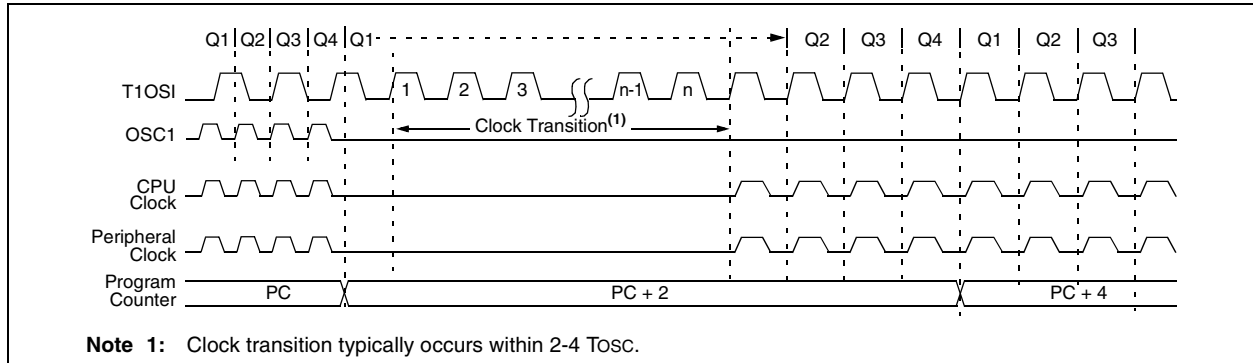 Q1 Q2 Q3 Q4 Q1 Q2 Q3 Q4 Q1 Q2 Q3
T1OSI 1 2 3 n-1 n
OSC1 Clock Transition(1)
CPU
Clock
Peripheral
Clock
Program
Counter PC PC + 2 PC + 4
Note 1: Clock transition typically occurs within 2-4 TOSC.